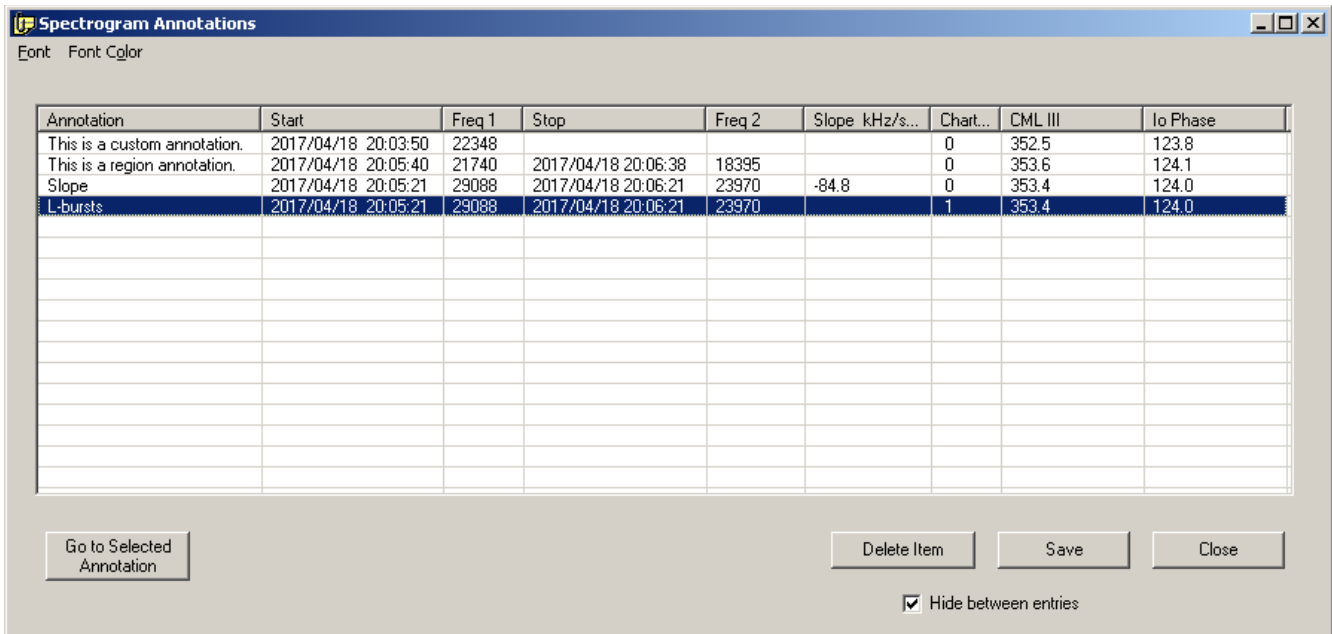 Spectrogram Annotations
Font Font Color
Annotation Start Freq 1 Stop Freq 2 Slope kHz/s... Chart... CML III Io Phase
This is a custom annotation. 2017/04/18 20:03:50 22348 0 352.5 123.8
This is a region annotation. 2017/04/18 20:05:40 21740 2017/04/18 20:06:38 18395 0 353.6 124.1
Slope 2017/04/18 20:05:21 29088 2017/04/18 20:06:21 23970 -84.8 0 353.4 124.0
L-bursts 2017/04/18 20:05:21 29088 2017/04/18 20:06:21 23970 1 353.4 124.0
Go to Selected
Annotation
Delete Item Save Close
Hide between entries